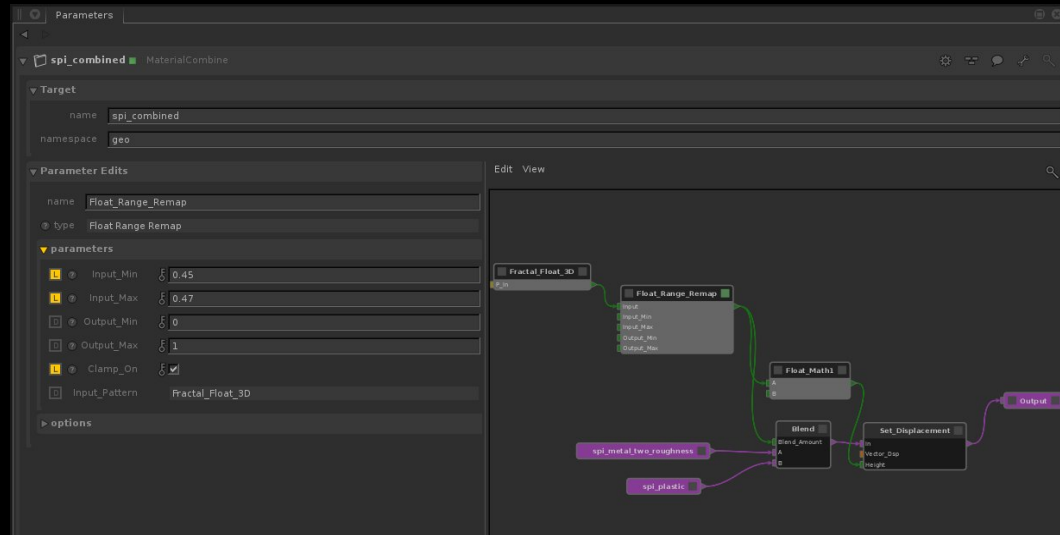 Parameters
spi_combined MaterialCombine
Target
name spi_combined
namespace geo
Parameter Edits
Edit View
name Float_Range_Remap
type Float Range Remap
parameters
L Input_Min 0.45
L Input_Max 0.47
D Output_Min 0
D Output_Max 1
L Clamp_On
D Input_Pattern Fractal_Float_3D
options
Fractal_Float_3D
P_in
Float_Range_Remap
Input
Input_Min
Input_Max
Output_Min
Output_Max
Float_Math1
A
B
Output
Blend
Blend_Amount
A
B
Set_Displacement
In
Vector_Dsp
Height
spi_metal_two_roughness
spi_plastic